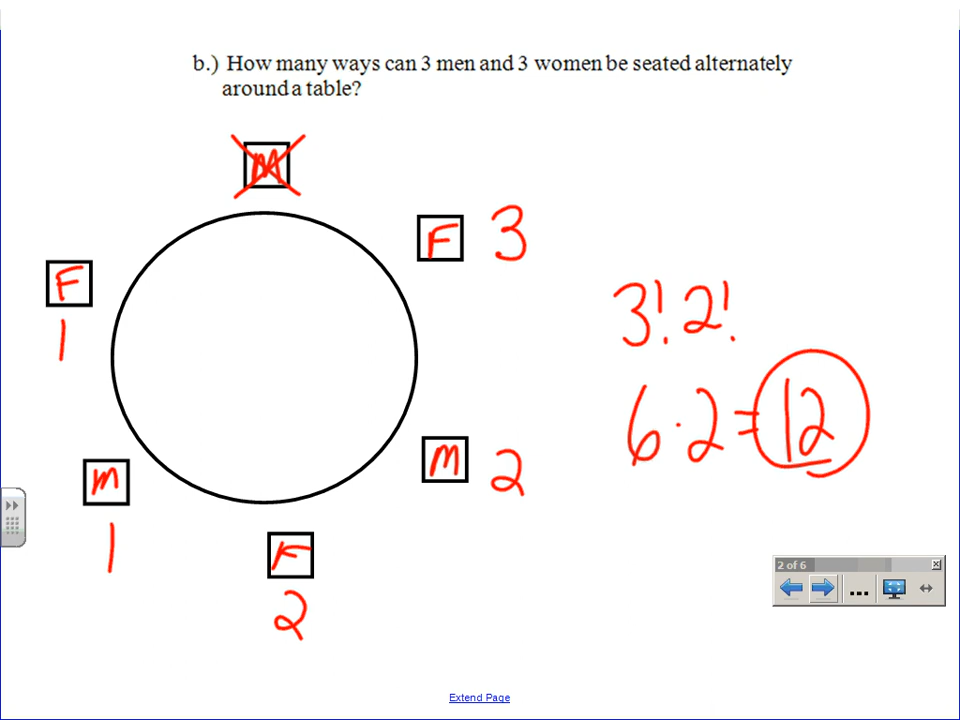 b.) How many ways can 3 men and 3 women be seated alternately
around a table?
M
F 3
F
1
3! 2!
6 · 2 = 12
M 2
M
1
F
2
2 of 6
...
Extend Page